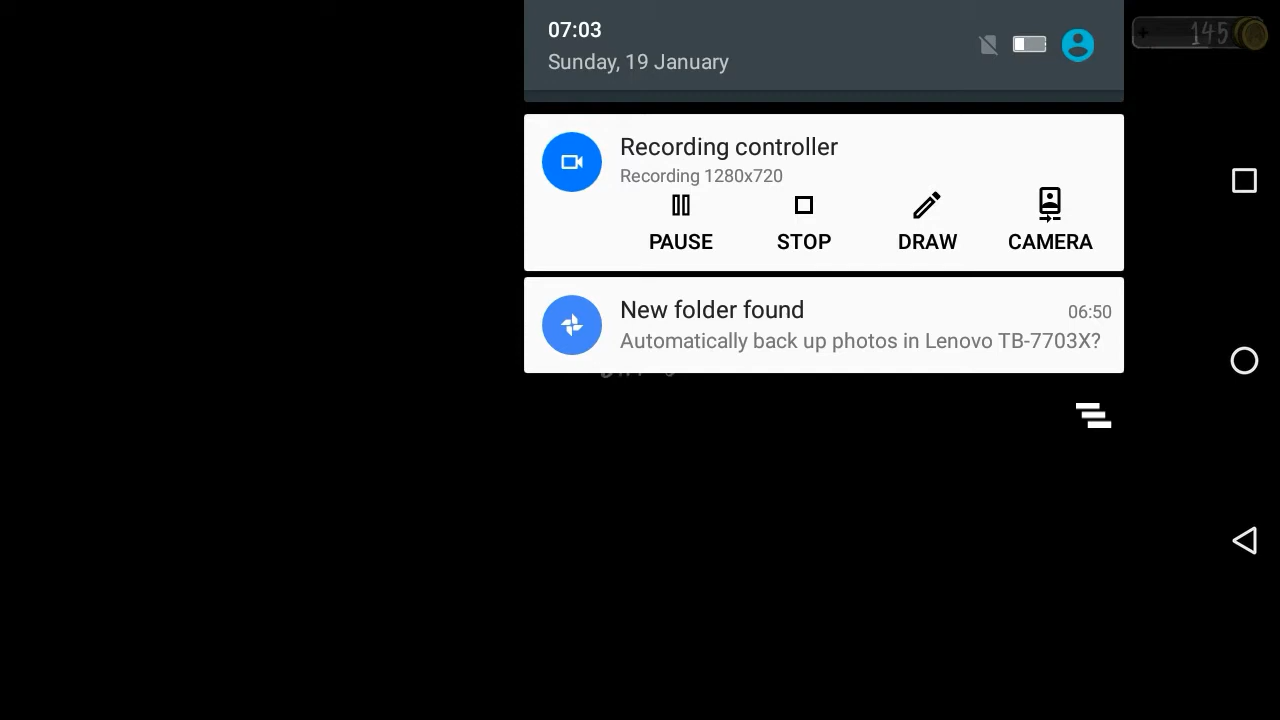 07:03
Sunday, 19 January
145
Recording controller
Recording 1280x720
PAUSE STOP DRAW CAMERA
New folder found 06:50
Automatically back up photos in Lenovo TB-7703X?